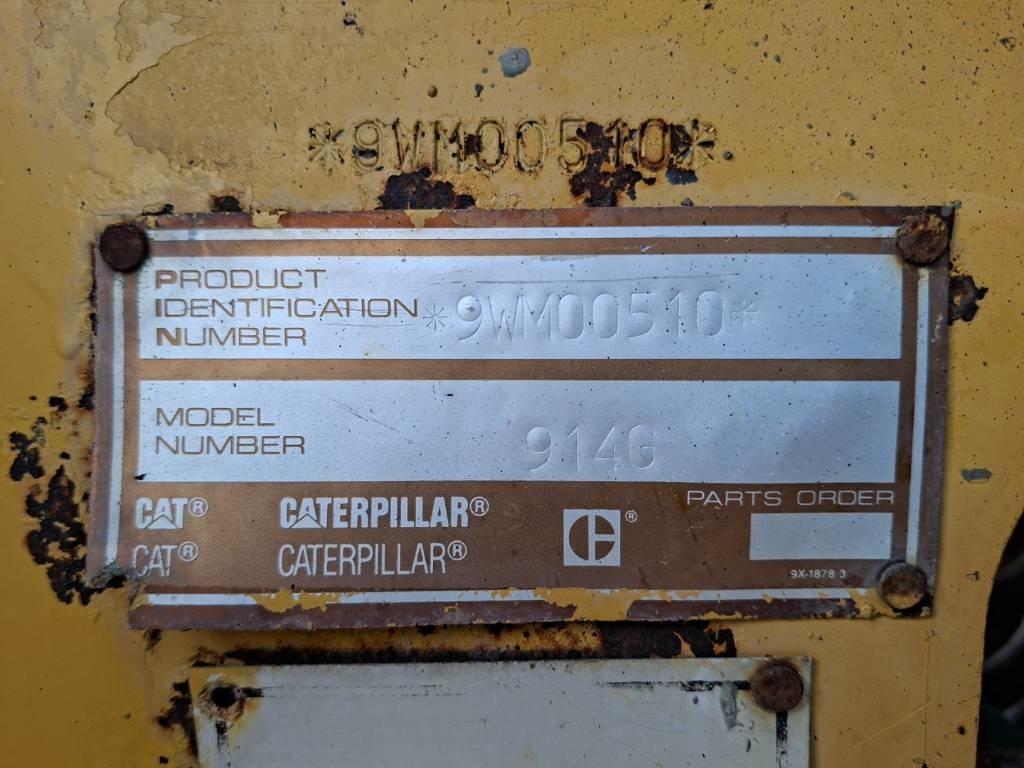 *9WM00510*
PRODUCT
IDENTIFICATION
NUMBER
*9WM00510*
MODEL
NUMBER
914G
CAT® CATERPILLAR® ®
CAT® CATERPILLAR®
PARTS ORDER
9X-1878 3